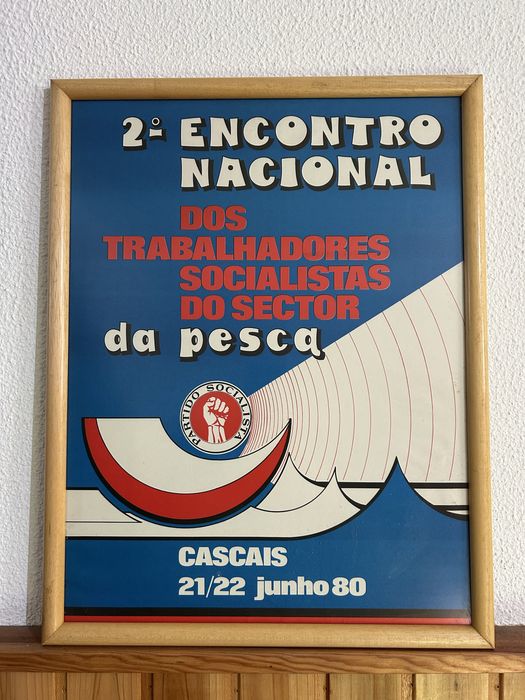 2º ENCONTRO
NACIONAL
DOS
TRABALHADORES
SOCIALISTAS
DO SECTOR
da pesca
PARTIDO SOCIALISTA
CASCAIS
21/22 junho 80